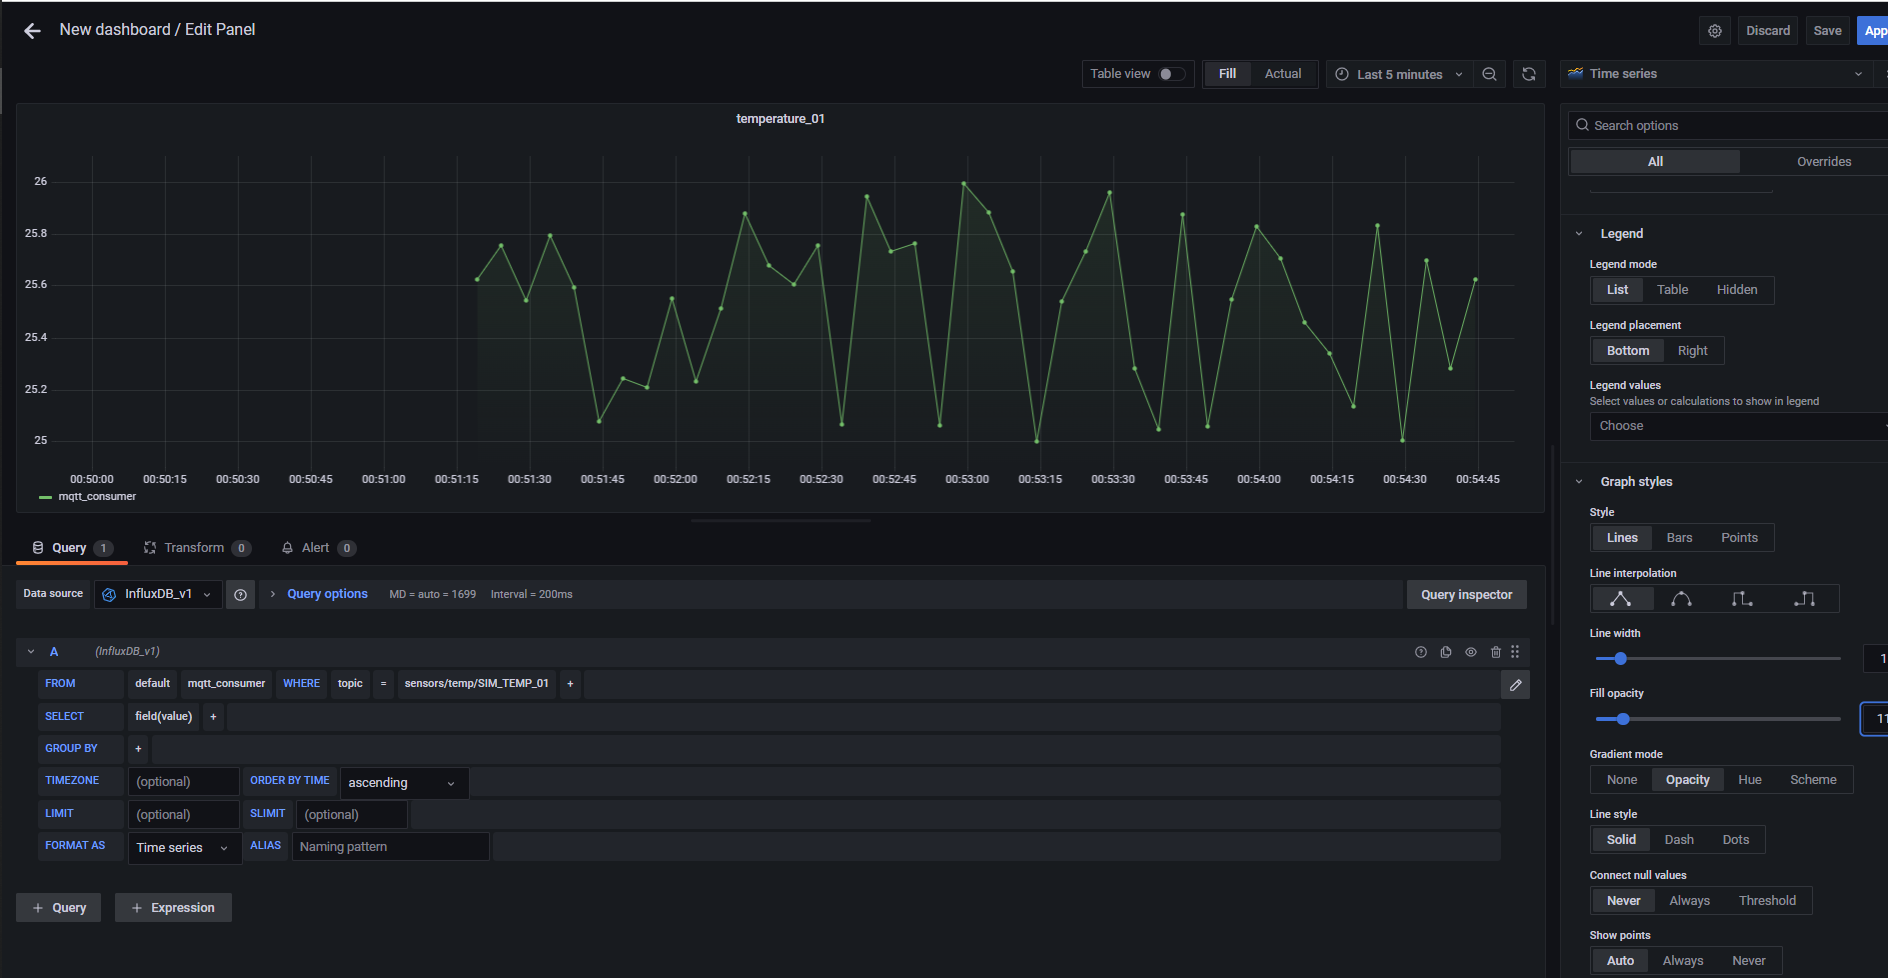 New dashboard / Edit Panel
Discard Save App
Table view Fill Actual Last 5 minutes Time series
temperature_01
26
25.8
25.6
25.4
25.2
25
00:50:00 00:50:15 00:50:30 00:50:45 00:51:00 00:51:15 00:51:30 00:51:45 00:52:00 00:52:15 00:52:30 00:52:45 00:53:00 00:53:15 00:53:30 00:53:45 00:54:00 00:54:15 00:54:30 00:54:45
mqtt_consumer
Query 1 Transform 0 Alert 0
Data source InfluxDB_v1 Query options MD = auto = 1699 Interval = 200ms Query inspector
A (InfluxDB_v1)
FROM default mqtt_consumer WHERE topic = sensors/temp/SIM_TEMP_01 +
SELECT field(value) +
GROUP BY +
TIMEZONE (optional) ORDER BY TIME ascending
LIMIT (optional) SLIMIT (optional)
FORMAT AS Time series ALIAS Naming pattern
+ Query + Expression
Search options
All Overrides
Legend
Legend mode
List Table Hidden
Legend placement
Bottom Right
Legend values
Select values or calculations to show in legend
Choose
Graph styles
Style
Lines Bars Points
Line interpolation
Line width
1
Fill opacity
11
Gradient mode
None Opacity Hue Scheme
Line style
Solid Dash Dots
Connect null values
Never Always Threshold
Show points
Auto Always Never